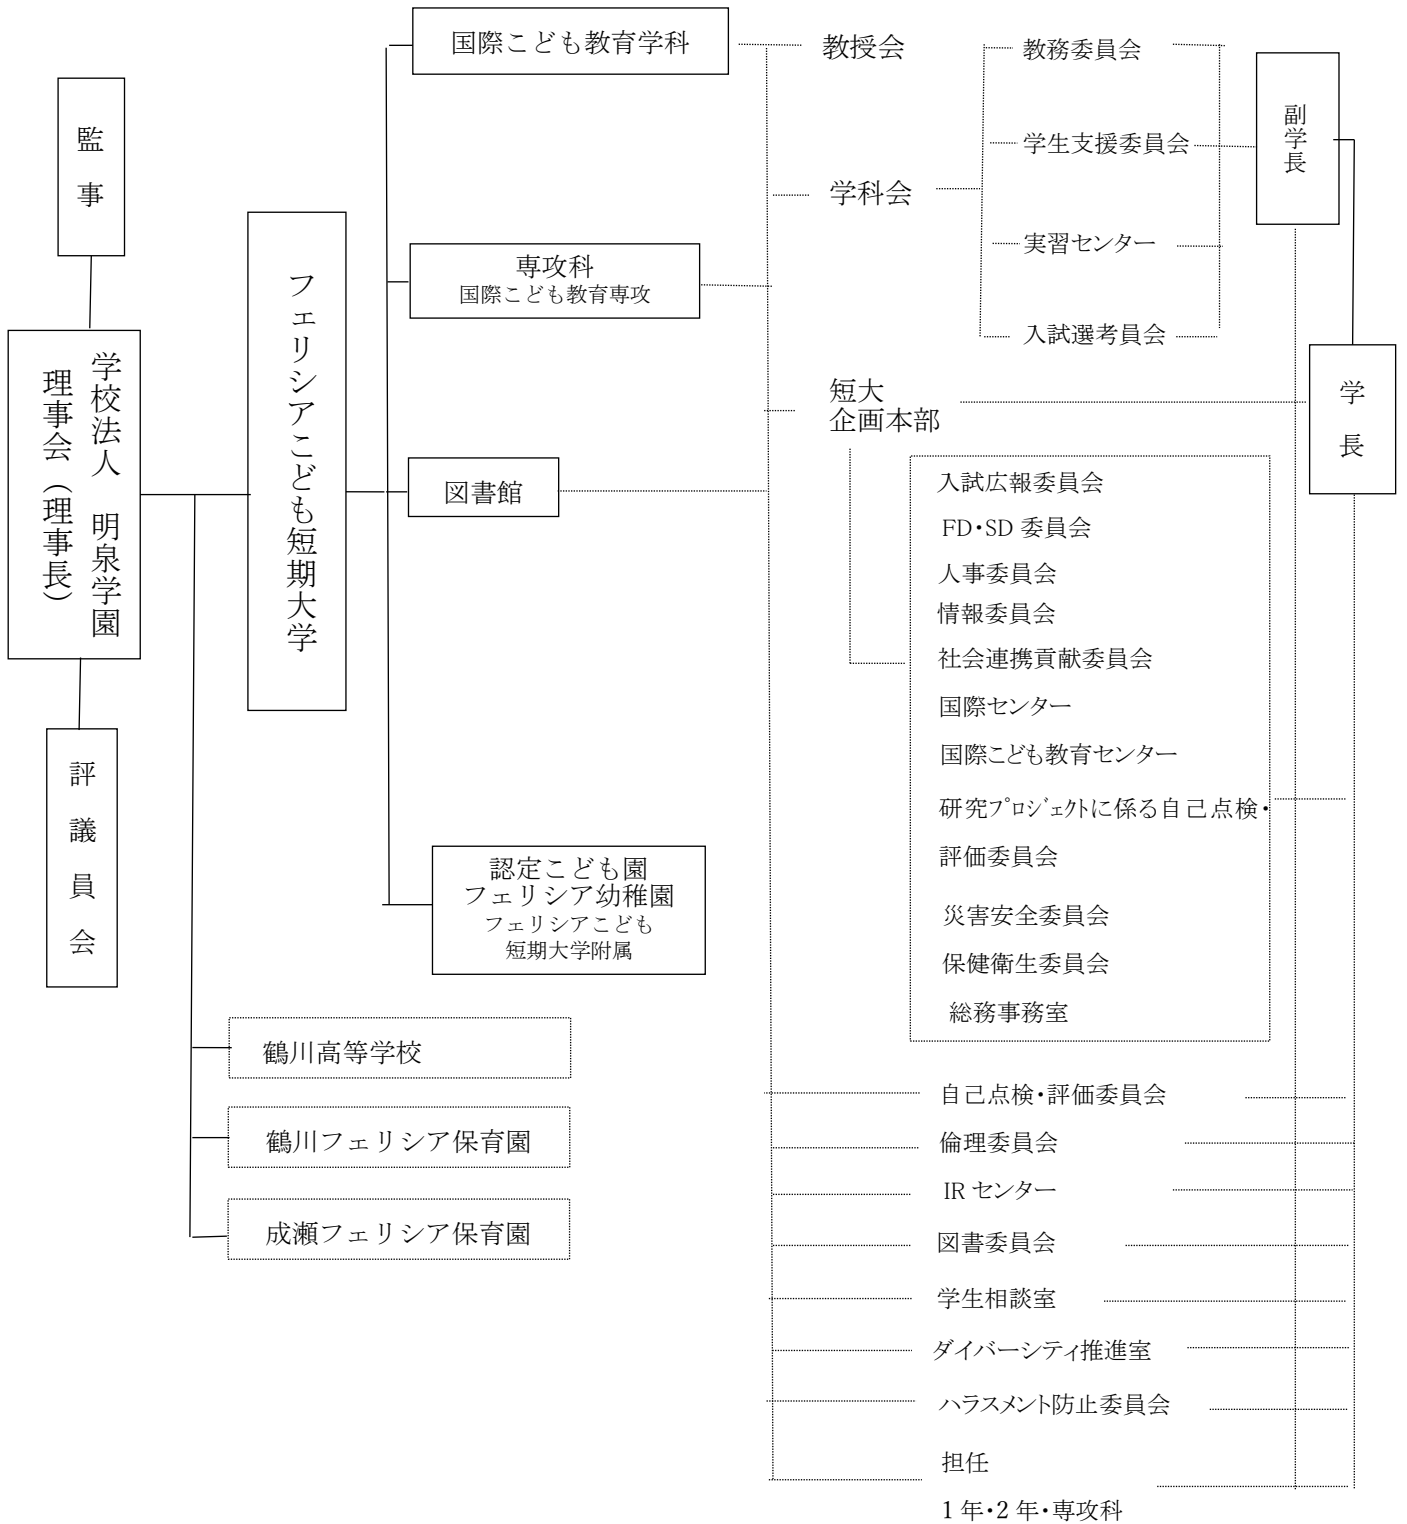 監事
学校法人 明泉学園
理事会（理事長）
評議員会
フェリシアこども短期大学
国際こども教育学科
専攻科
国際こども教育専攻
図書館
認定こども園
フェリシア幼稚園
フェリシアこども
短期大学附属
鶴川高等学校
鶴川フェリシア保育園
成瀬フェリシア保育園
教授会
学科会
教務委員会
学生支援委員会
実習センター
入試選考員会
副学長
学長
短大
企画本部
入試広報委員会
FD・SD 委員会
人事委員会
情報委員会
社会連携貢献委員会
国際センター
国際こども教育センター
研究ﾌﾟﾛｼﾞｪｸﾄに係る自己点検・
評価委員会
災害安全委員会
保健衛生委員会
総務事務室
自己点検・評価委員会
倫理委員会
IR センター
図書委員会
学生相談室
ダイバーシティ推進室
ハラスメント防止委員会
担任
1 年・2 年・専攻科